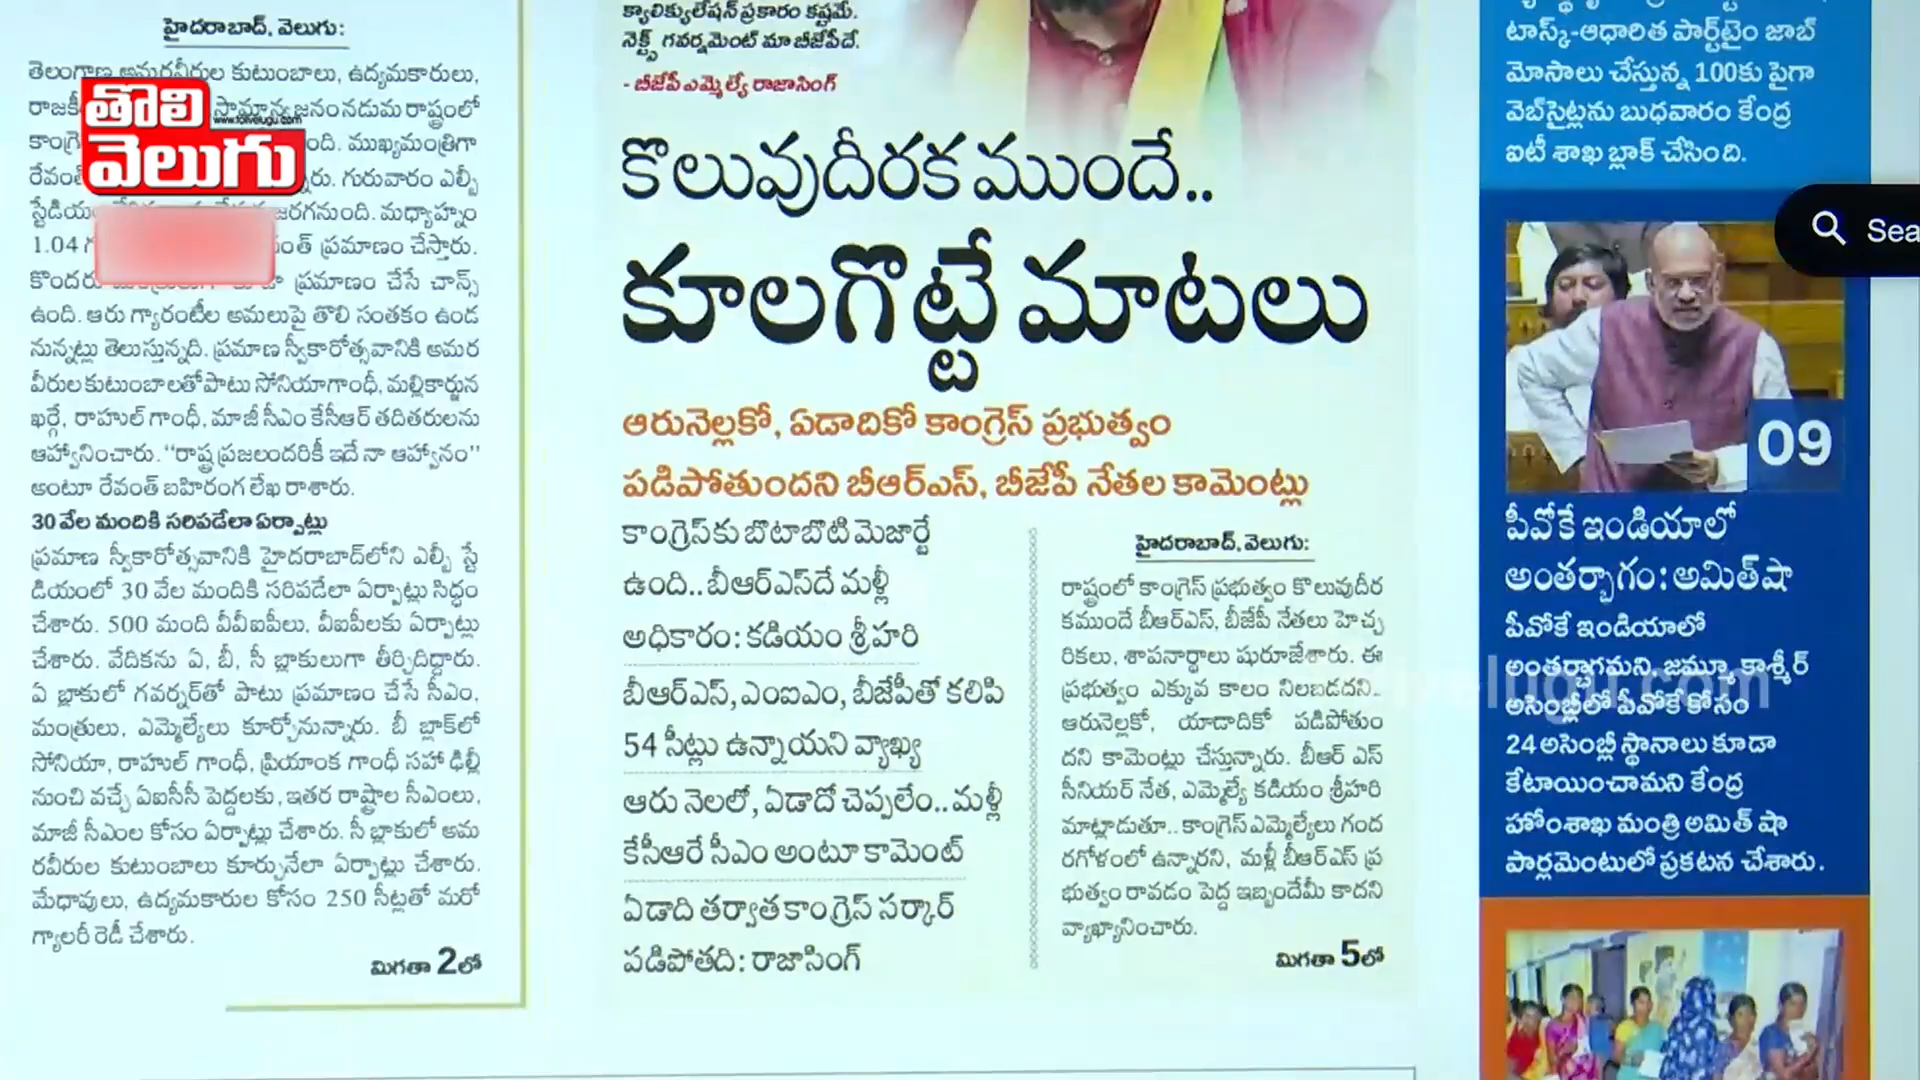 హైదరాబాద్, వెలుగు:
తెలంగాణ అమరవీరుల కుటుంబాలు, ఉద్యమకారులు,
రాజకీ సామాన్య జనం నడుమ రాష్ట్రంలో
కాంగ్రె ంది. ముఖ్యమంత్రిగా
రేవంత్ న్నారు. గురువారం ఎల్బీ
స్టేడియం జరగనుంది. మధ్యాహ్నం
1.04 గ వంత్ ప్రమాణం చేస్తారు.
కొందరు ప్రమాణం చేసే చాన్స్
ఉంది. ఆరు గ్యారంటీల అమలుపై తొలి సంతకం ఉండ
నున్నట్లు తెలుస్తున్నది. ప్రమాణ స్వీకారోత్సవానికి అమర
వీరుల కుటుంబాలతోపాటు సోనియాగాంధీ, మల్లికార్జున
ఖర్గే, రాహుల్ గాంధీ, మాజీ సీఎం కేసీఆర్ తదితరులను
ఆహ్వానించారు. "రాష్ట్ర ప్రజలందరికీ ఇదే నా ఆహ్వానం"
అంటూ రేవంత్ బహిరంగ లేఖ రాశారు.
30 వేల మందికి సరిపడేలా ఏర్పాట్లు
ప్రమాణ స్వీకారోత్సవానికి హైదరాబాద్‌లోని ఎల్బీ స్టే
డియంలో 30 వేల మందికి సరిపడేలా ఏర్పాట్లు సిద్ధం
చేశారు. 500 మంది వీవీఐపీలు, వీఐపీలకు ఏర్పాట్లు
చేశారు. వేదికను ఏ, బీ, సీ బ్లాకులుగా తీర్చిదిద్దారు.
ఏ బ్లాకులో గవర్నర్‌తో పాటు ప్రమాణం చేసే సీఎం,
మంత్రులు, ఎమ్మెల్యేలు కూర్చోనున్నారు. బీ బ్లాక్‌లో
సోనియా, రాహుల్ గాంధీ, ప్రియాంక గాంధీ సహా ఢిల్లీ
నుంచి వచ్చే ఏఐసీసీ పెద్దలకు, ఇతర రాష్ట్రాల సీఎంలు,
మాజీ సీఎంల కోసం ఏర్పాట్లు చేశారు. సీ బ్లాకులో అమ
రవీరుల కుటుంబాలు కూర్చునేలా ఏర్పాట్లు చేశారు.
మేధావులు, ఉద్యమకారుల కోసం 250 సీట్లతో మరో
గ్యాలరీ రెడీ చేశారు.
మిగతా 2లో
తొలి
www.tolivelugu.com
వెలుగు
క్యాలిక్యులేషన్ ప్రకారం కష్టమే.
నెక్ట్స్ గవర్నమెంట్ మా బీజేపీదే.
- బీజేపీ ఎమ్మెల్యే రాజాసింగ్
కొలువుదీరకముందే..
కూలగొట్టే మాటలు
ఆరునెల్లకో, ఏడాదికో కాంగ్రెస్ ప్రభుత్వం
పడిపోతుందని బీఆర్ఎస్, బీజేపీ నేతల కామెంట్లు
కాంగ్రెస్‌కు బొటాబొటి మెజార్టే
ఉంది.. బీఆర్ఎస్‌దే మళ్లీ
అధికారం: కడియం శ్రీహరి
బీఆర్ఎస్, ఎంఐఎం, బీజేపీతో కలిపి
54 సీట్లు ఉన్నాయని వ్యాఖ్య
ఆరు నెలలో, ఏడాదో చెప్పలేం.. మళ్లీ
కేసీఆరే సీఎం అంటూ కామెంట్
ఏడాది తర్వాత కాంగ్రెస్ సర్కార్
పడిపోతది: రాజాసింగ్
హైదరాబాద్, వెలుగు:
రాష్ట్రంలో కాంగ్రెస్ ప్రభుత్వం కొలువుదీర
కముందే బీఆర్ఎస్, బీజేపీ నేతలు హెచ్చ
రికలు, శాపనార్థాలు షురూజేశారు. ఈ
ప్రభుత్వం ఎక్కువ కాలం నిలబడదని..
ఆరునెల్లకో, యాడాదికో పడిపోతుం
దని కామెంట్లు చేస్తున్నారు. బీఆర్ ఎస్
సీనియర్ నేత, ఎమ్మెల్యే కడియం శ్రీహరి
మాట్లాడుతూ.. కాంగ్రెస్ ఎమ్మెల్యేలు గంద
రగోళంలో ఉన్నారని, మళ్లీ బీఆర్ఎస్ ప్ర
భుత్వం రావడం పెద్ద ఇబ్బందేమీ కాదని
వ్యాఖ్యానించారు.
మిగతా 5లో
టాస్క్-ఆధారిత పార్ట్‌టైం జాబ్
మోసాలు చేస్తున్న 100కు పైగా
వెబ్‌సైట్లను బుధవారం కేంద్ర
ఐటీ శాఖ బ్లాక్ చేసింది.
Sea
09
పీవోకే ఇండియాలో
అంతర్భాగం: అమిత్ షా
పీవోకే ఇండియాలో
అంతర్భాగమని, జమ్మూ కాశ్మీర్
అసెంబ్లీలో పీవోకే కోసం
24 అసెంబ్లీ స్థానాలు కూడా
కేటాయించామని కేంద్ర
హోంశాఖ మంత్రి అమిత్ షా
పార్లమెంటులో ప్రకటన చేశారు.